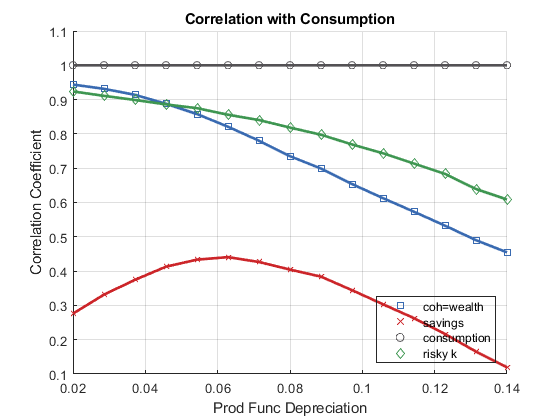 Correlation with Consumption
1.1
1
0.9
0.8
0.7
0.6
0.5
0.4
0.3
0.2
0.1
Correlation Coefficient
coh=wealth
savings
consumption
risky k
0.02
0.04
0.06
0.08
0.1
0.12
0.14
Prod Func Depreciation